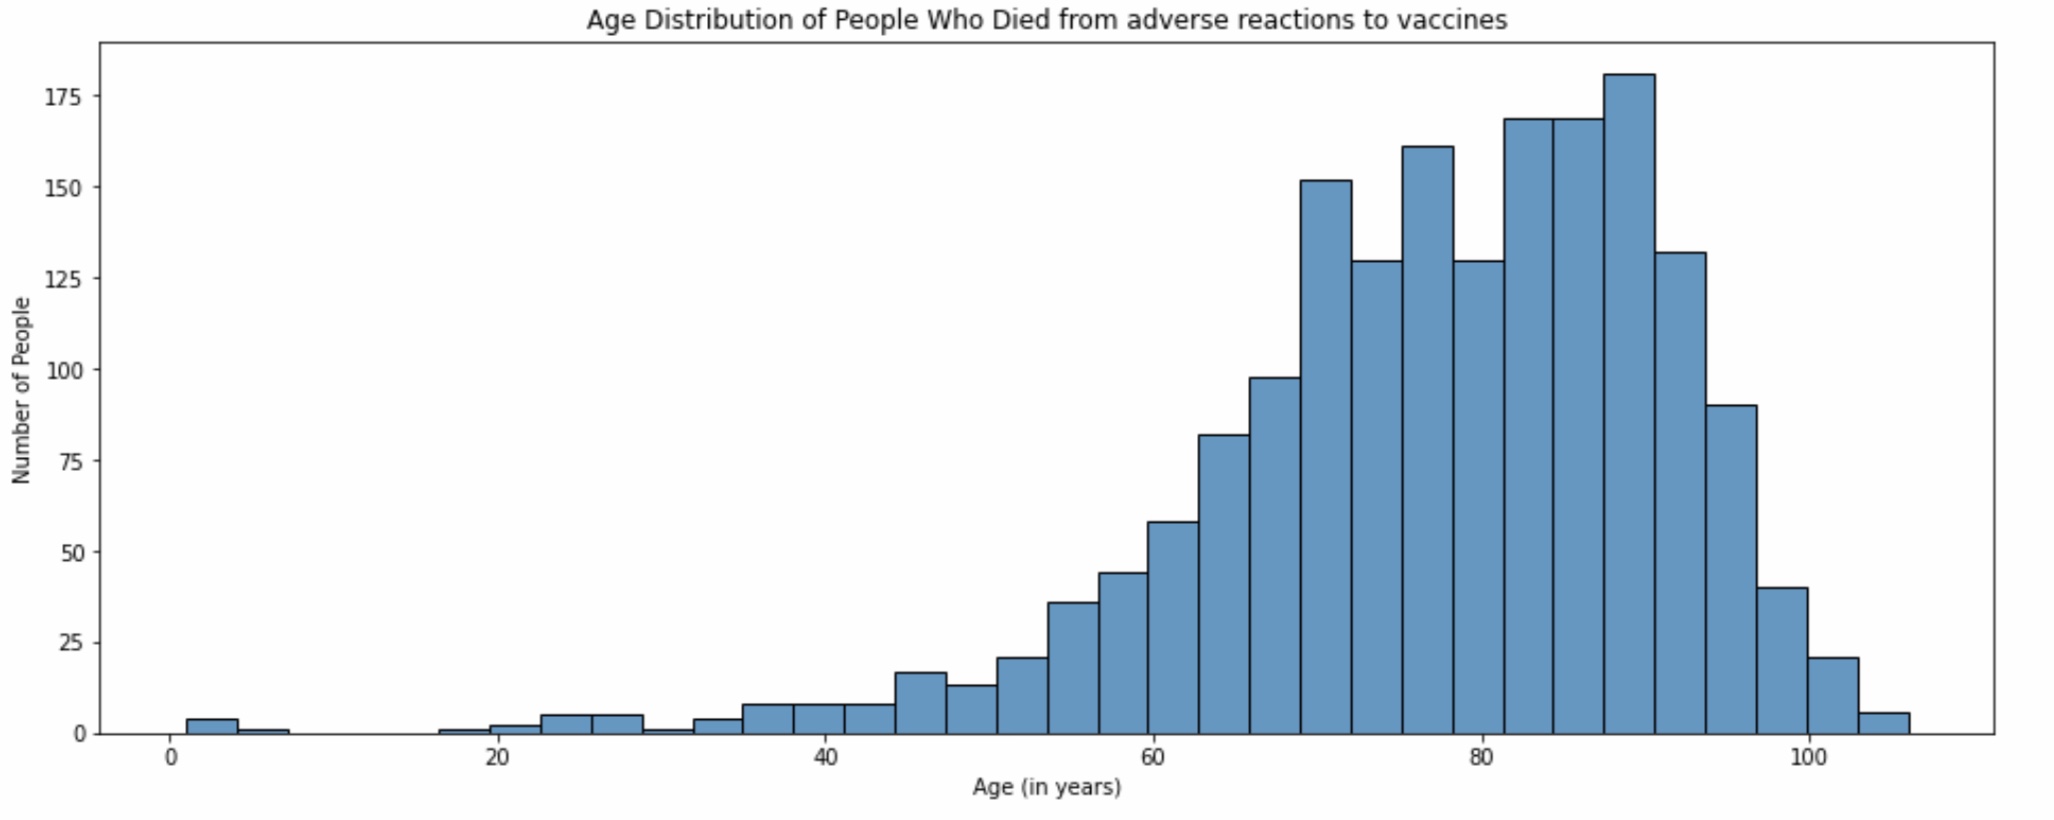 Age Distribution of People Who Died from adverse reactions to vaccines
175
150
125
100
75
50
25
0
Number of People
0 20 40 60 80 100
Age (in years)